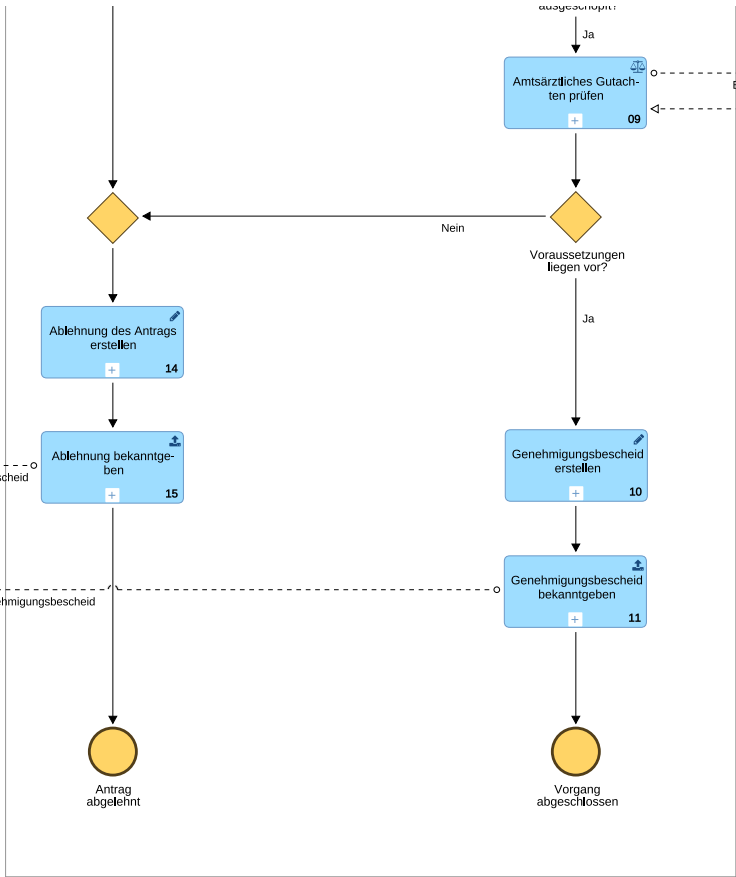 ausgeschöpft?
Ja
Amtsärztliches Gutach-
ten prüfen
09
Nein
Voraussetzungen
liegen vor?
Ja
Ablehnung des Antrags
erstellen
14
Ablehnung bekanntge-
ben
15
Genehmigungsbescheid
erstellen
10
Genehmigungsbescheid
bekanntgeben
11
Antrag
abgelehnt
Vorgang
abgeschlossen